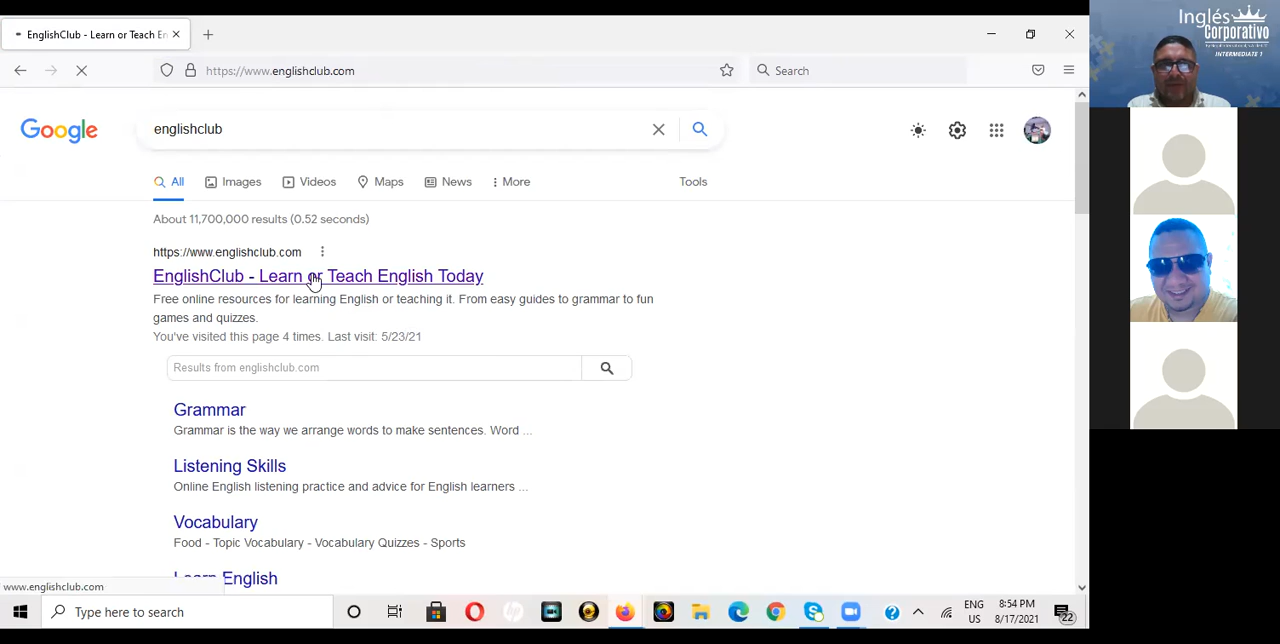 EnglishClub - Learn or Teach En
https://www.englishclub.com
Search
Google
englishclub
All
Images
Videos
Maps
News
More
Tools
About 11,700,000 results (0.52 seconds)
https://www.englishclub.com
EnglishClub - Learn or Teach English Today
Free online resources for learning English or teaching it. From easy guides to grammar to fun
games and quizzes.
You've visited this page 4 times. Last visit: 5/23/21
Results from englishclub.com
Grammar
Grammar is the way we arrange words to make sentences. Word ...
Listening Skills
Online English listening practice and advice for English learners ...
Vocabulary
Food - Topic Vocabulary - Vocabulary Quizzes - Sports
Learn English
www.englishclub.com
Type here to search
ENG
US
8:54 PM
8/17/2021
22
Inglés
Corporativo
INTERMEDIATE 1